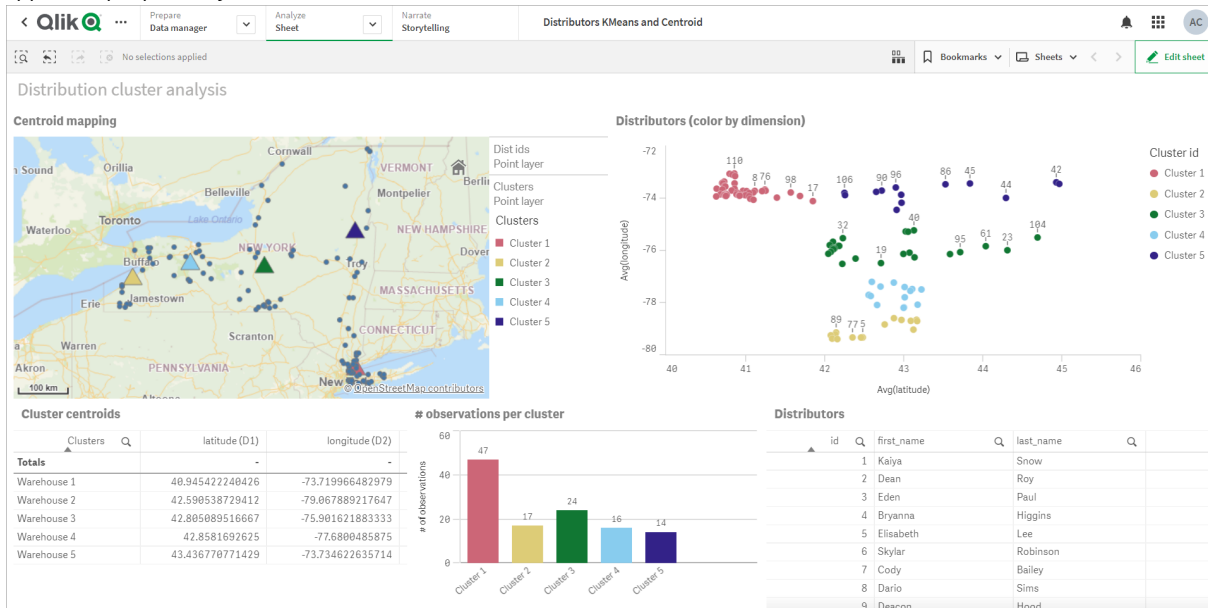 Qlik
Prepare
Data manager
Analyze
Sheet
Narrate
Storytelling
Distributors KMeans and Centroid
AC
No selections applied
Bookmarks
Sheets
Edit sheet
Distribution cluster analysis
Centroid mapping
n Sound
Orillia
Cornwall
VERMONT
Berlin
Belleville
Montpelier
Waterloo
Toronto
Lake Ontario
NEW HAMPSHIRE
NEW YORK
Dover
Buffalo
Troy
MASSACHUSETTS
Erie
Jamestown
CONNECTICUT
Scranton
Warren
Akron
PENNSYLVANIA
New
100 km
© OpenStreetMap contributors
Dist ids
Point layer
Clusters
Point layer
Clusters
Cluster 1
Cluster 2
Cluster 3
Cluster 4
Cluster 5
Distributors (color by dimension)
Avg(longitude)
-72
-74
-76
-78
-80
110
8 76
98
17
106
90 96
86
45
44
42
32
19
40
95
61
23
104
89
77 5
40
41
42
43
44
45
46
Avg(latitude)
Cluster id
Cluster 1
Cluster 2
Cluster 3
Cluster 4
Cluster 5
Cluster centroids
Clusters latitude (D1) longitude (D2)
Totals - -
Warehouse 1 40.945422240426 -73.719966482979
Warehouse 2 42.590538729412 -79.067889217647
Warehouse 3 42.805089516667 -75.901621883333
Warehouse 4 42.8581692625 -77.6800485875
Warehouse 5 43.436770771429 -73.734622635714
# observations per cluster
# of observations
60
40
20
0
47
17
24
16
14
Cluster 1
Cluster 2
Cluster 3
Cluster 4
Cluster 5
Distributors
id first_name last_name
1 Kaiya Snow
2 Dean Roy
3 Eden Paul
4 Bryanna Higgins
5 Elisabeth Lee
6 Skylar Robinson
7 Cody Bailey
8 Dario Sims
9 Deacon Hood